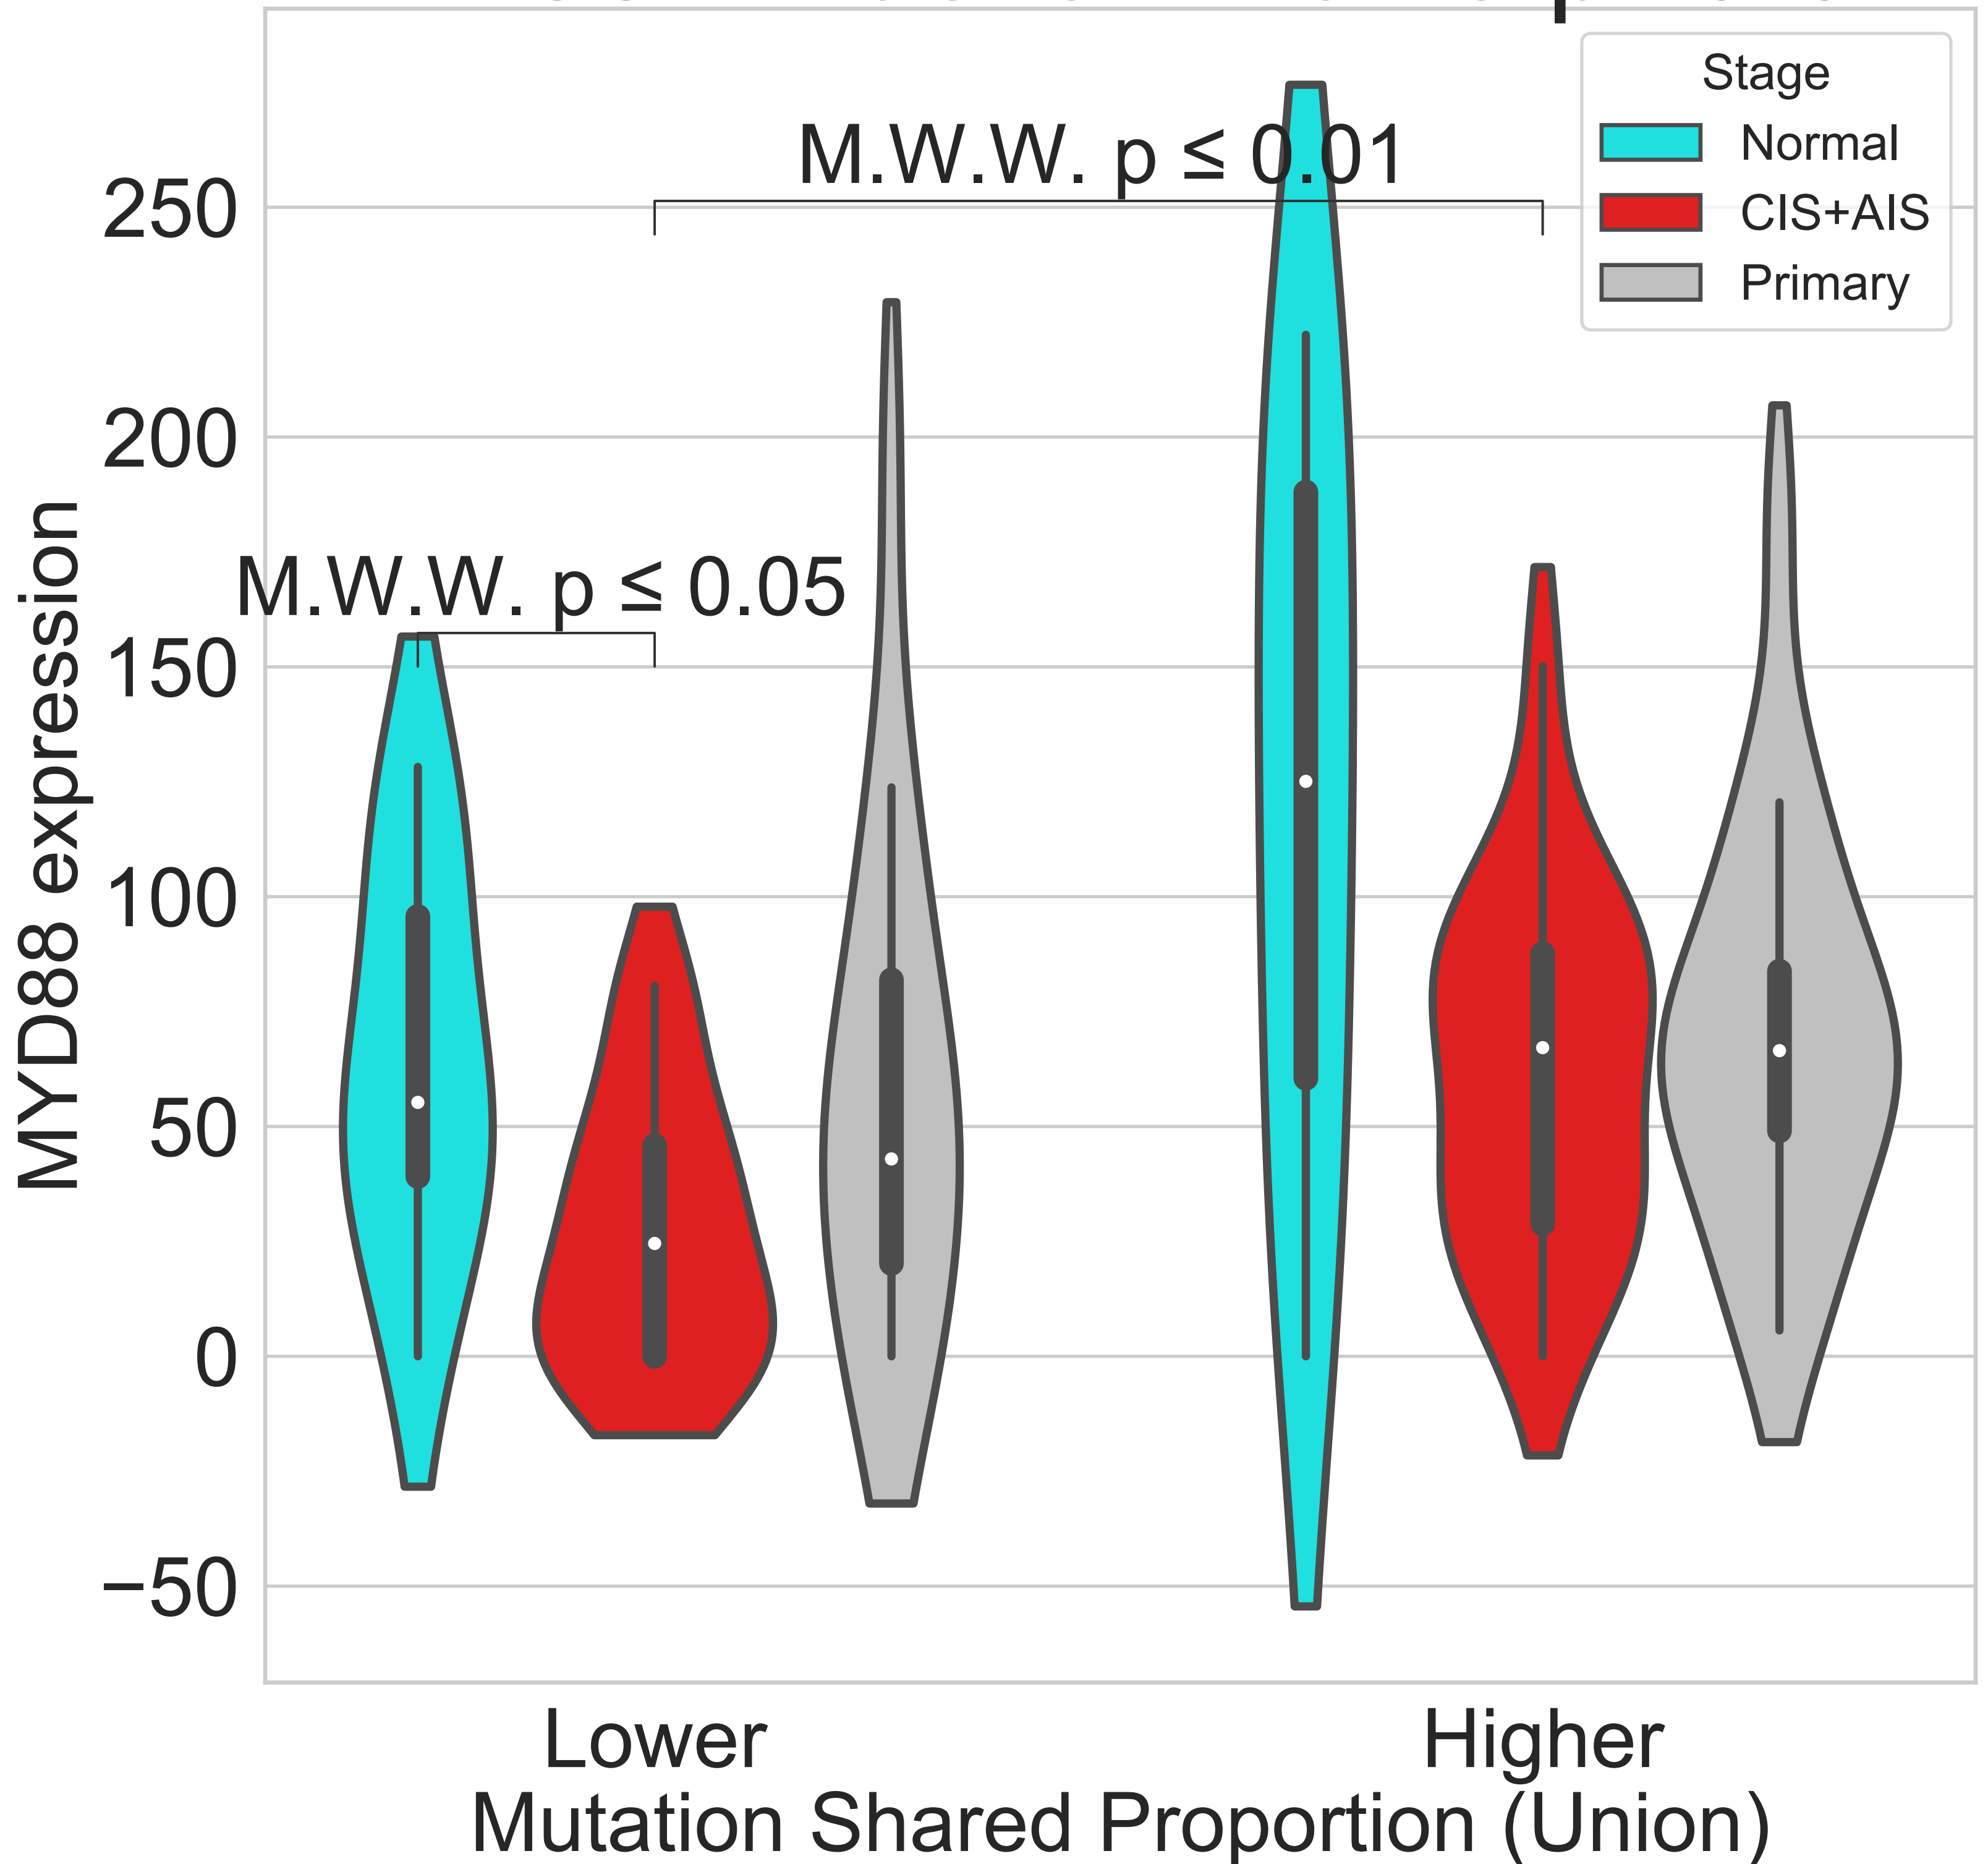 Stage
Normal
CIS+AIS
Primary
M.W.W. p ≤ 0.01
M.W.W. p ≤ 0.05
MYD88 expression
250
200
150
100
50
0
−50
Lower
Higher
Mutation Shared Proportion (Union)